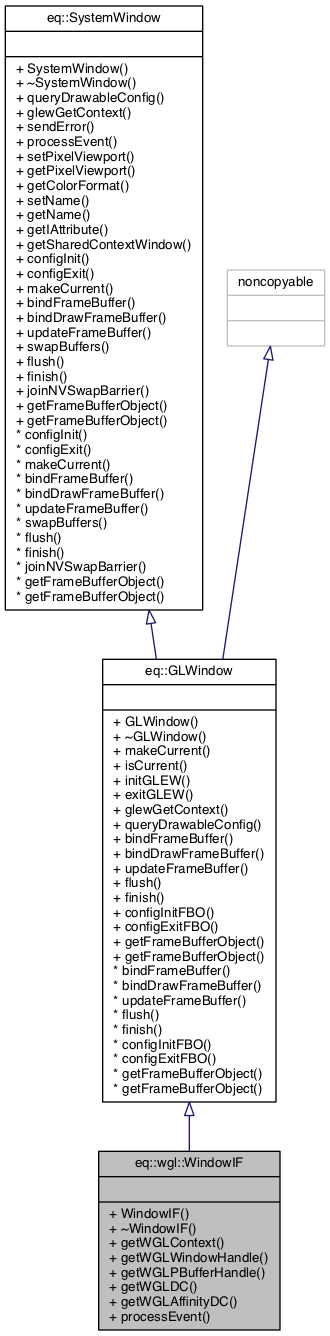 eq::SystemWindow
+ SystemWindow()
+ ~SystemWindow()
+ queryDrawableConfig()
+ glewGetContext()
+ sendError()
+ processEvent()
+ setPixelViewport()
+ getPixelViewport()
+ getColorFormat()
+ setName()
+ getName()
+ getIAttribute()
+ getSharedContextWindow()
+ configInit()
+ configExit()
+ makeCurrent()
+ bindFrameBuffer()
+ bindDrawFrameBuffer()
+ updateFrameBuffer()
+ swapBuffers()
+ flush()
+ finish()
+ joinNVSwapBarrier()
+ getFrameBufferObject()
+ getFrameBufferObject()
* configInit()
* configExit()
* makeCurrent()
* bindFrameBuffer()
* bindDrawFrameBuffer()
* updateFrameBuffer()
* swapBuffers()
* flush()
* finish()
* joinNVSwapBarrier()
* getFrameBufferObject()
* getFrameBufferObject()
noncopyable
eq::GLWindow
+ GLWindow()
+ ~GLWindow()
+ makeCurrent()
+ isCurrent()
+ initGLEW()
+ exitGLEW()
+ glewGetContext()
+ queryDrawableConfig()
+ bindFrameBuffer()
+ bindDrawFrameBuffer()
+ updateFrameBuffer()
+ flush()
+ finish()
+ configInitFBO()
+ configExitFBO()
+ getFrameBufferObject()
+ getFrameBufferObject()
* bindFrameBuffer()
* bindDrawFrameBuffer()
* updateFrameBuffer()
* flush()
* finish()
* configInitFBO()
* configExitFBO()
* getFrameBufferObject()
* getFrameBufferObject()
eq::wgl::WindowIF
+ WindowIF()
+ ~WindowIF()
+ getWGLContext()
+ getWGLWindowHandle()
+ getWGLPBufferHandle()
+ getWGLDC()
+ getWGLAffinityDC()
+ processEvent()